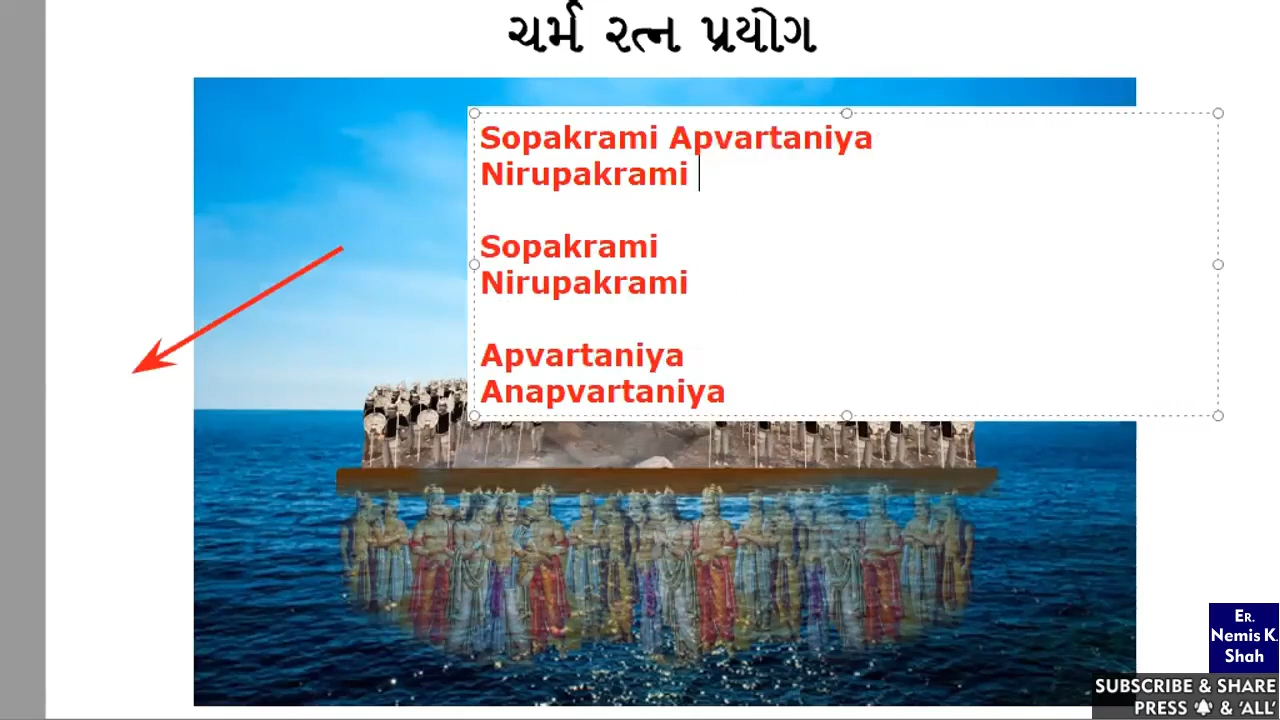 ચર્મ રત્ન પ્રયોગ
Sopakrami Apvartaniya
Nirupakrami
Sopakrami
Nirupakrami
Apvartaniya
Anapvartaniya
ER.
Nemis K.
Shah
SUBSCRIBE & SHARE
PRESS 🔔 & 'ALL'